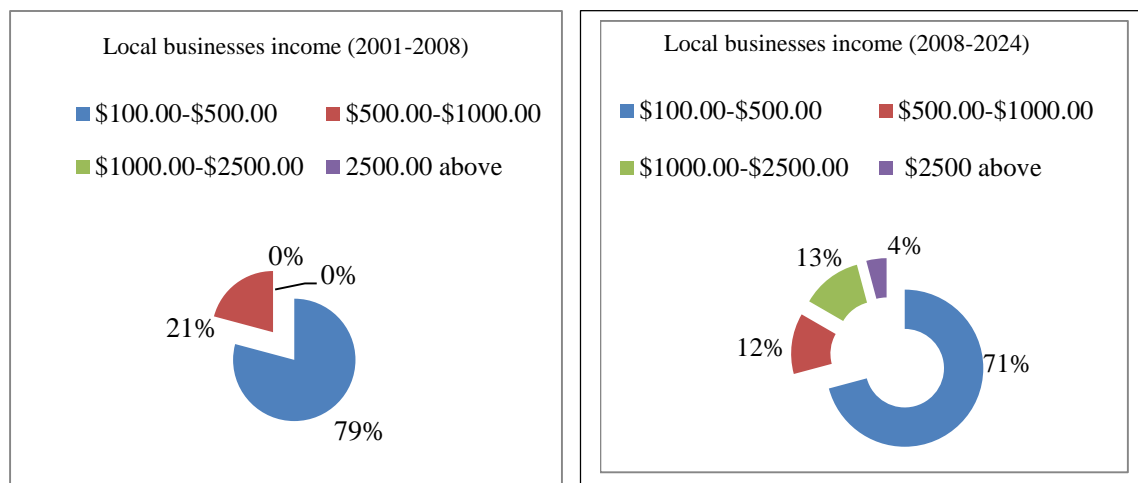 Local businesses income (2001-2008)
$100.00-$500.00 $500.00-$1000.00
$1000.00-$2500.00 2500.00 above
0%
0%
21%
79%
Local businesses income (2008-2024)
$100.00-$500.00 $500.00-$1000.00
$1000.00-$2500.00 $2500 above
4%
13%
12%
71%